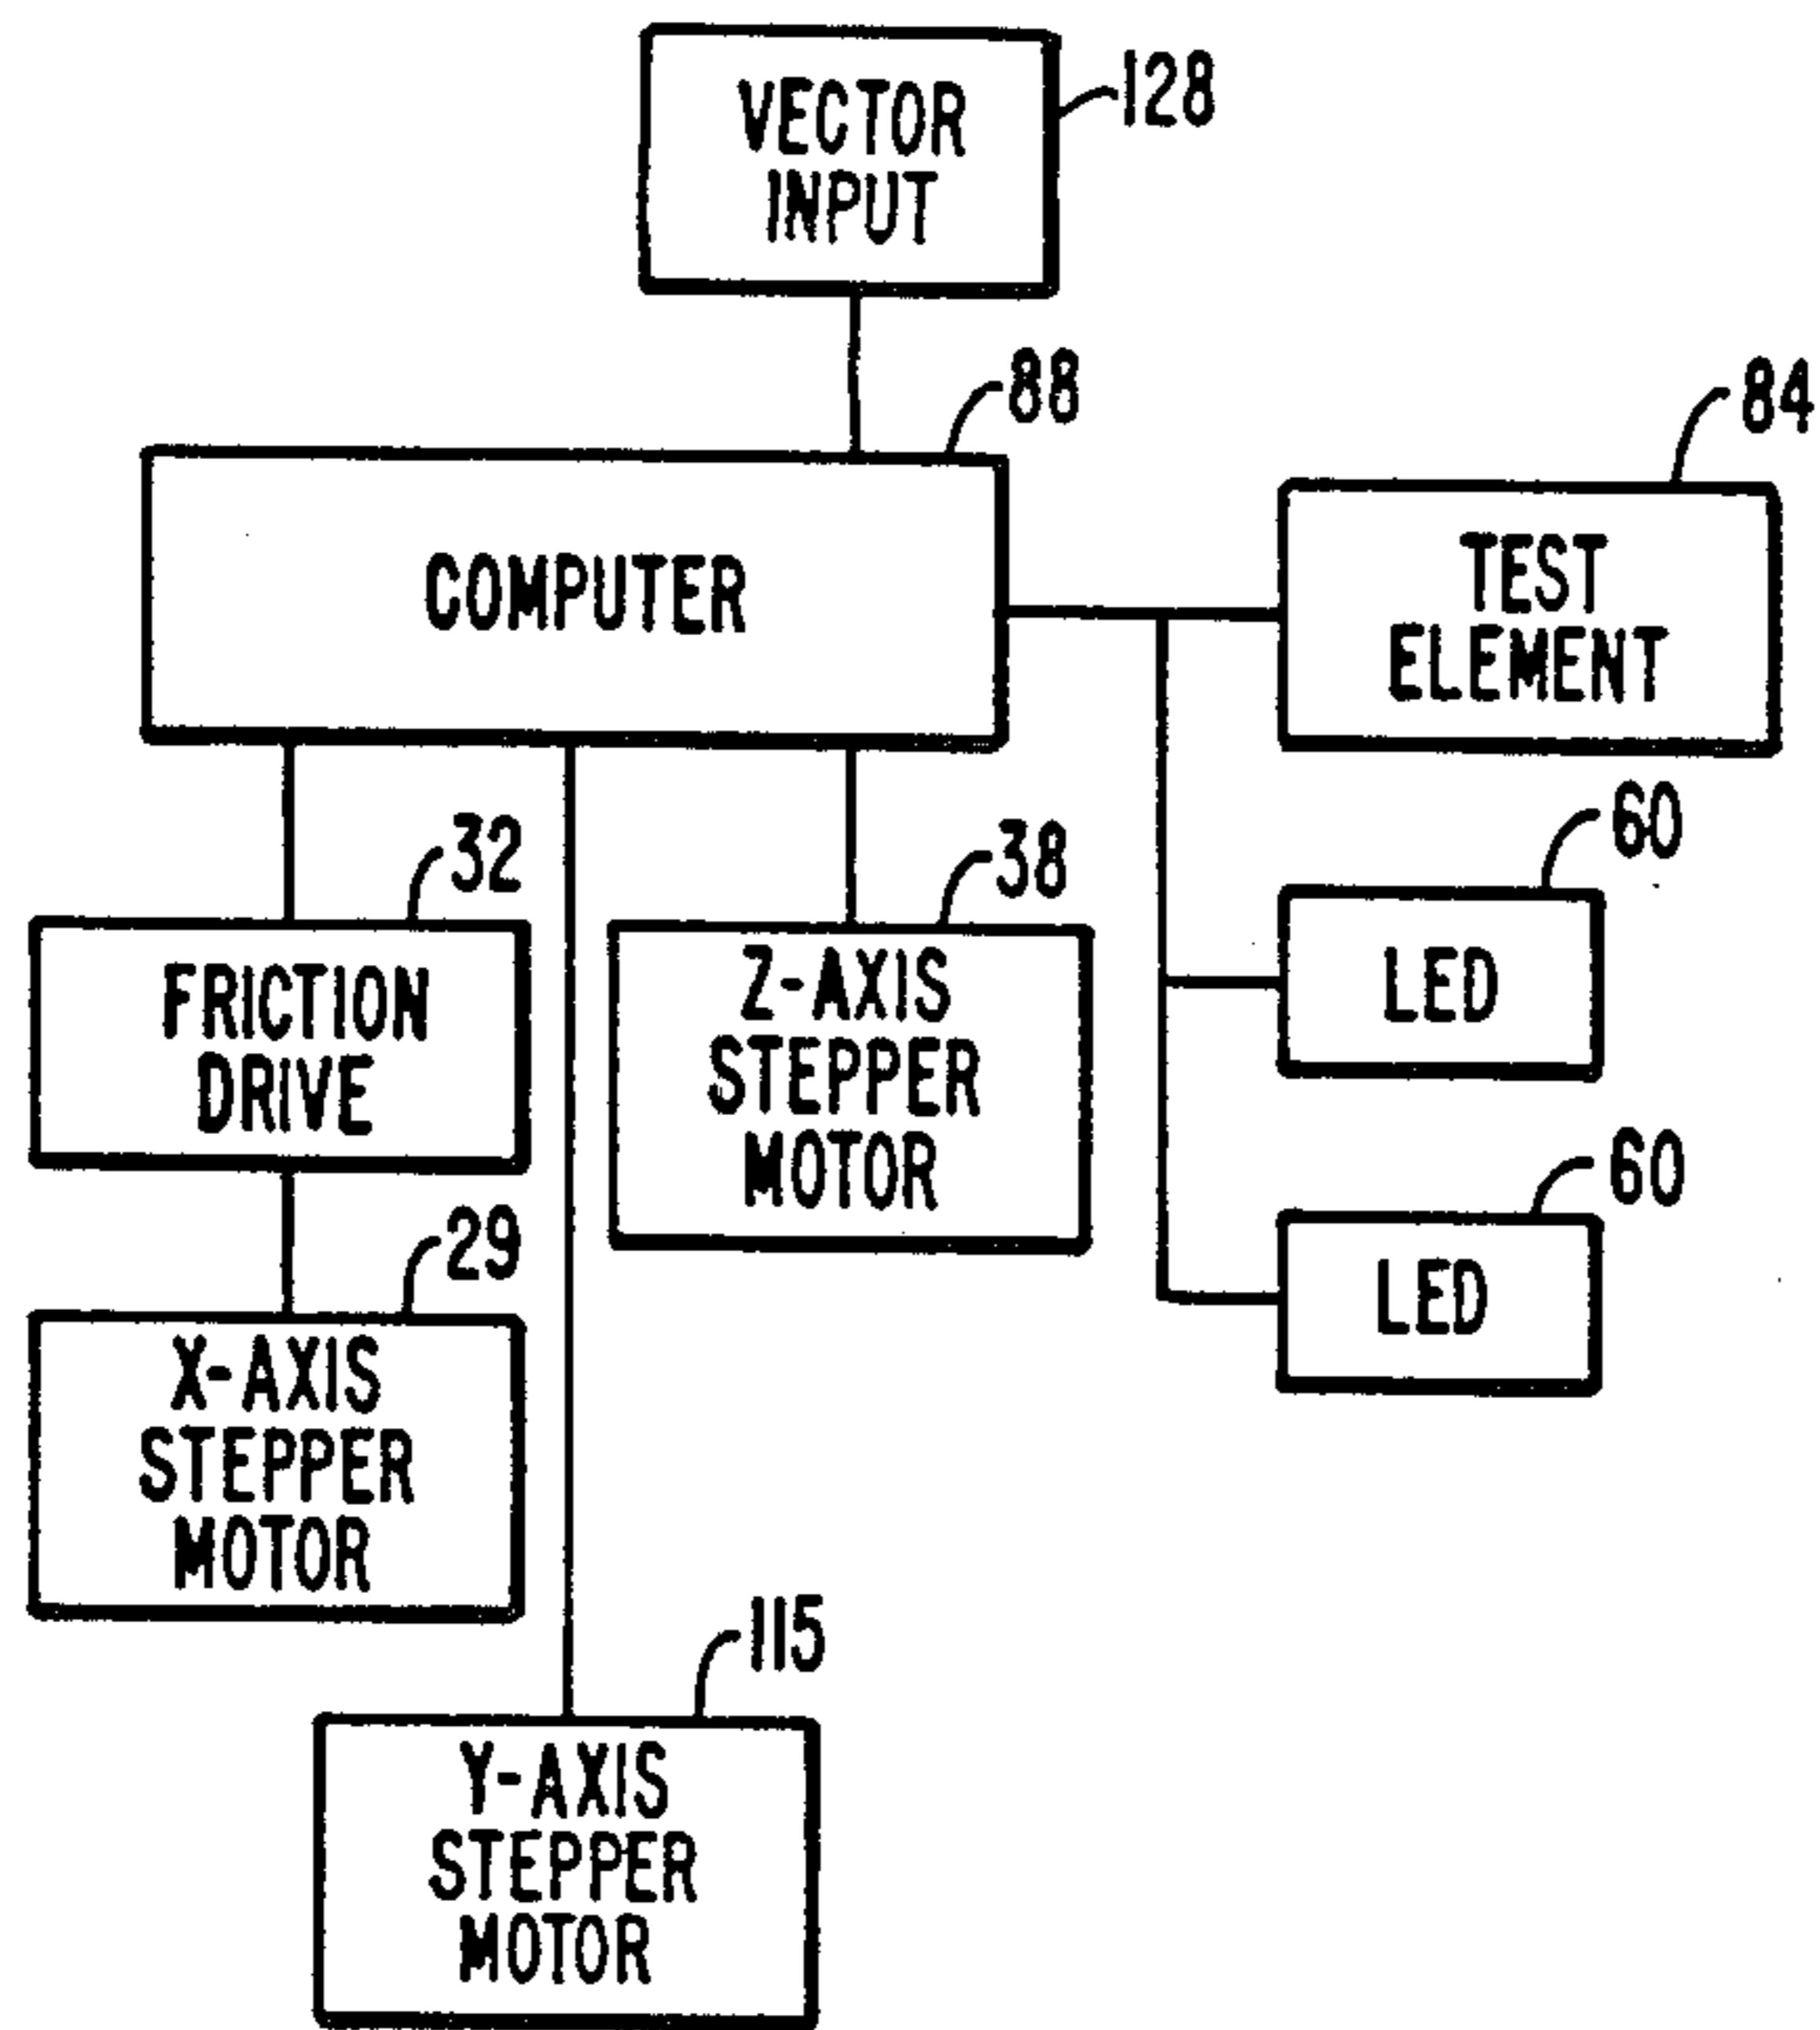 VECTOR
INPUT
128
88
COMPUTER
84
TEST
ELEMENT
32
FRICTION
DRIVE
38
Z-AXIS
STEPPER
MOTOR
60
LED
60
LED
29
X-AXIS
STEPPER
MOTOR
115
Y-AXIS
STEPPER
MOTOR